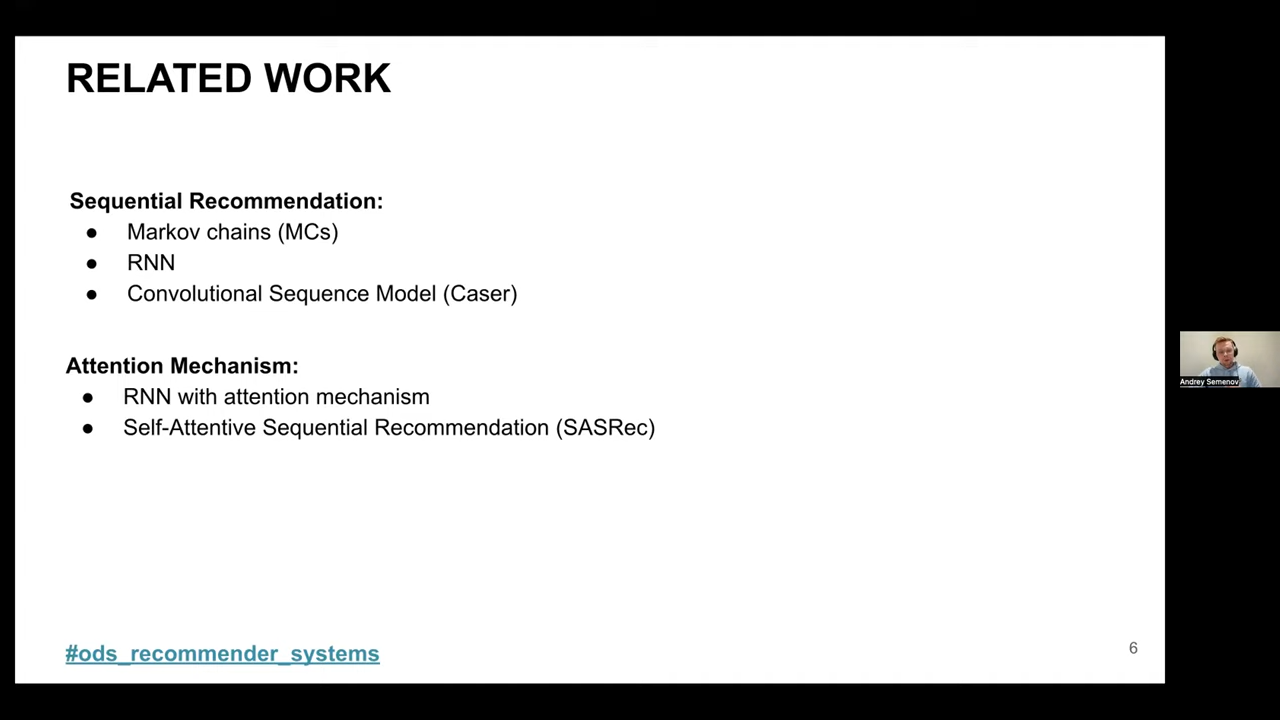 RELATED WORK
Sequential Recommendation:
● Markov chains (MCs)
● RNN
● Convolutional Sequence Model (Caser)
Attention Mechanism:
● RNN with attention mechanism
● Self-Attentive Sequential Recommendation (SASRec)
Andrey Semenov
#ods_recommender_systems
6